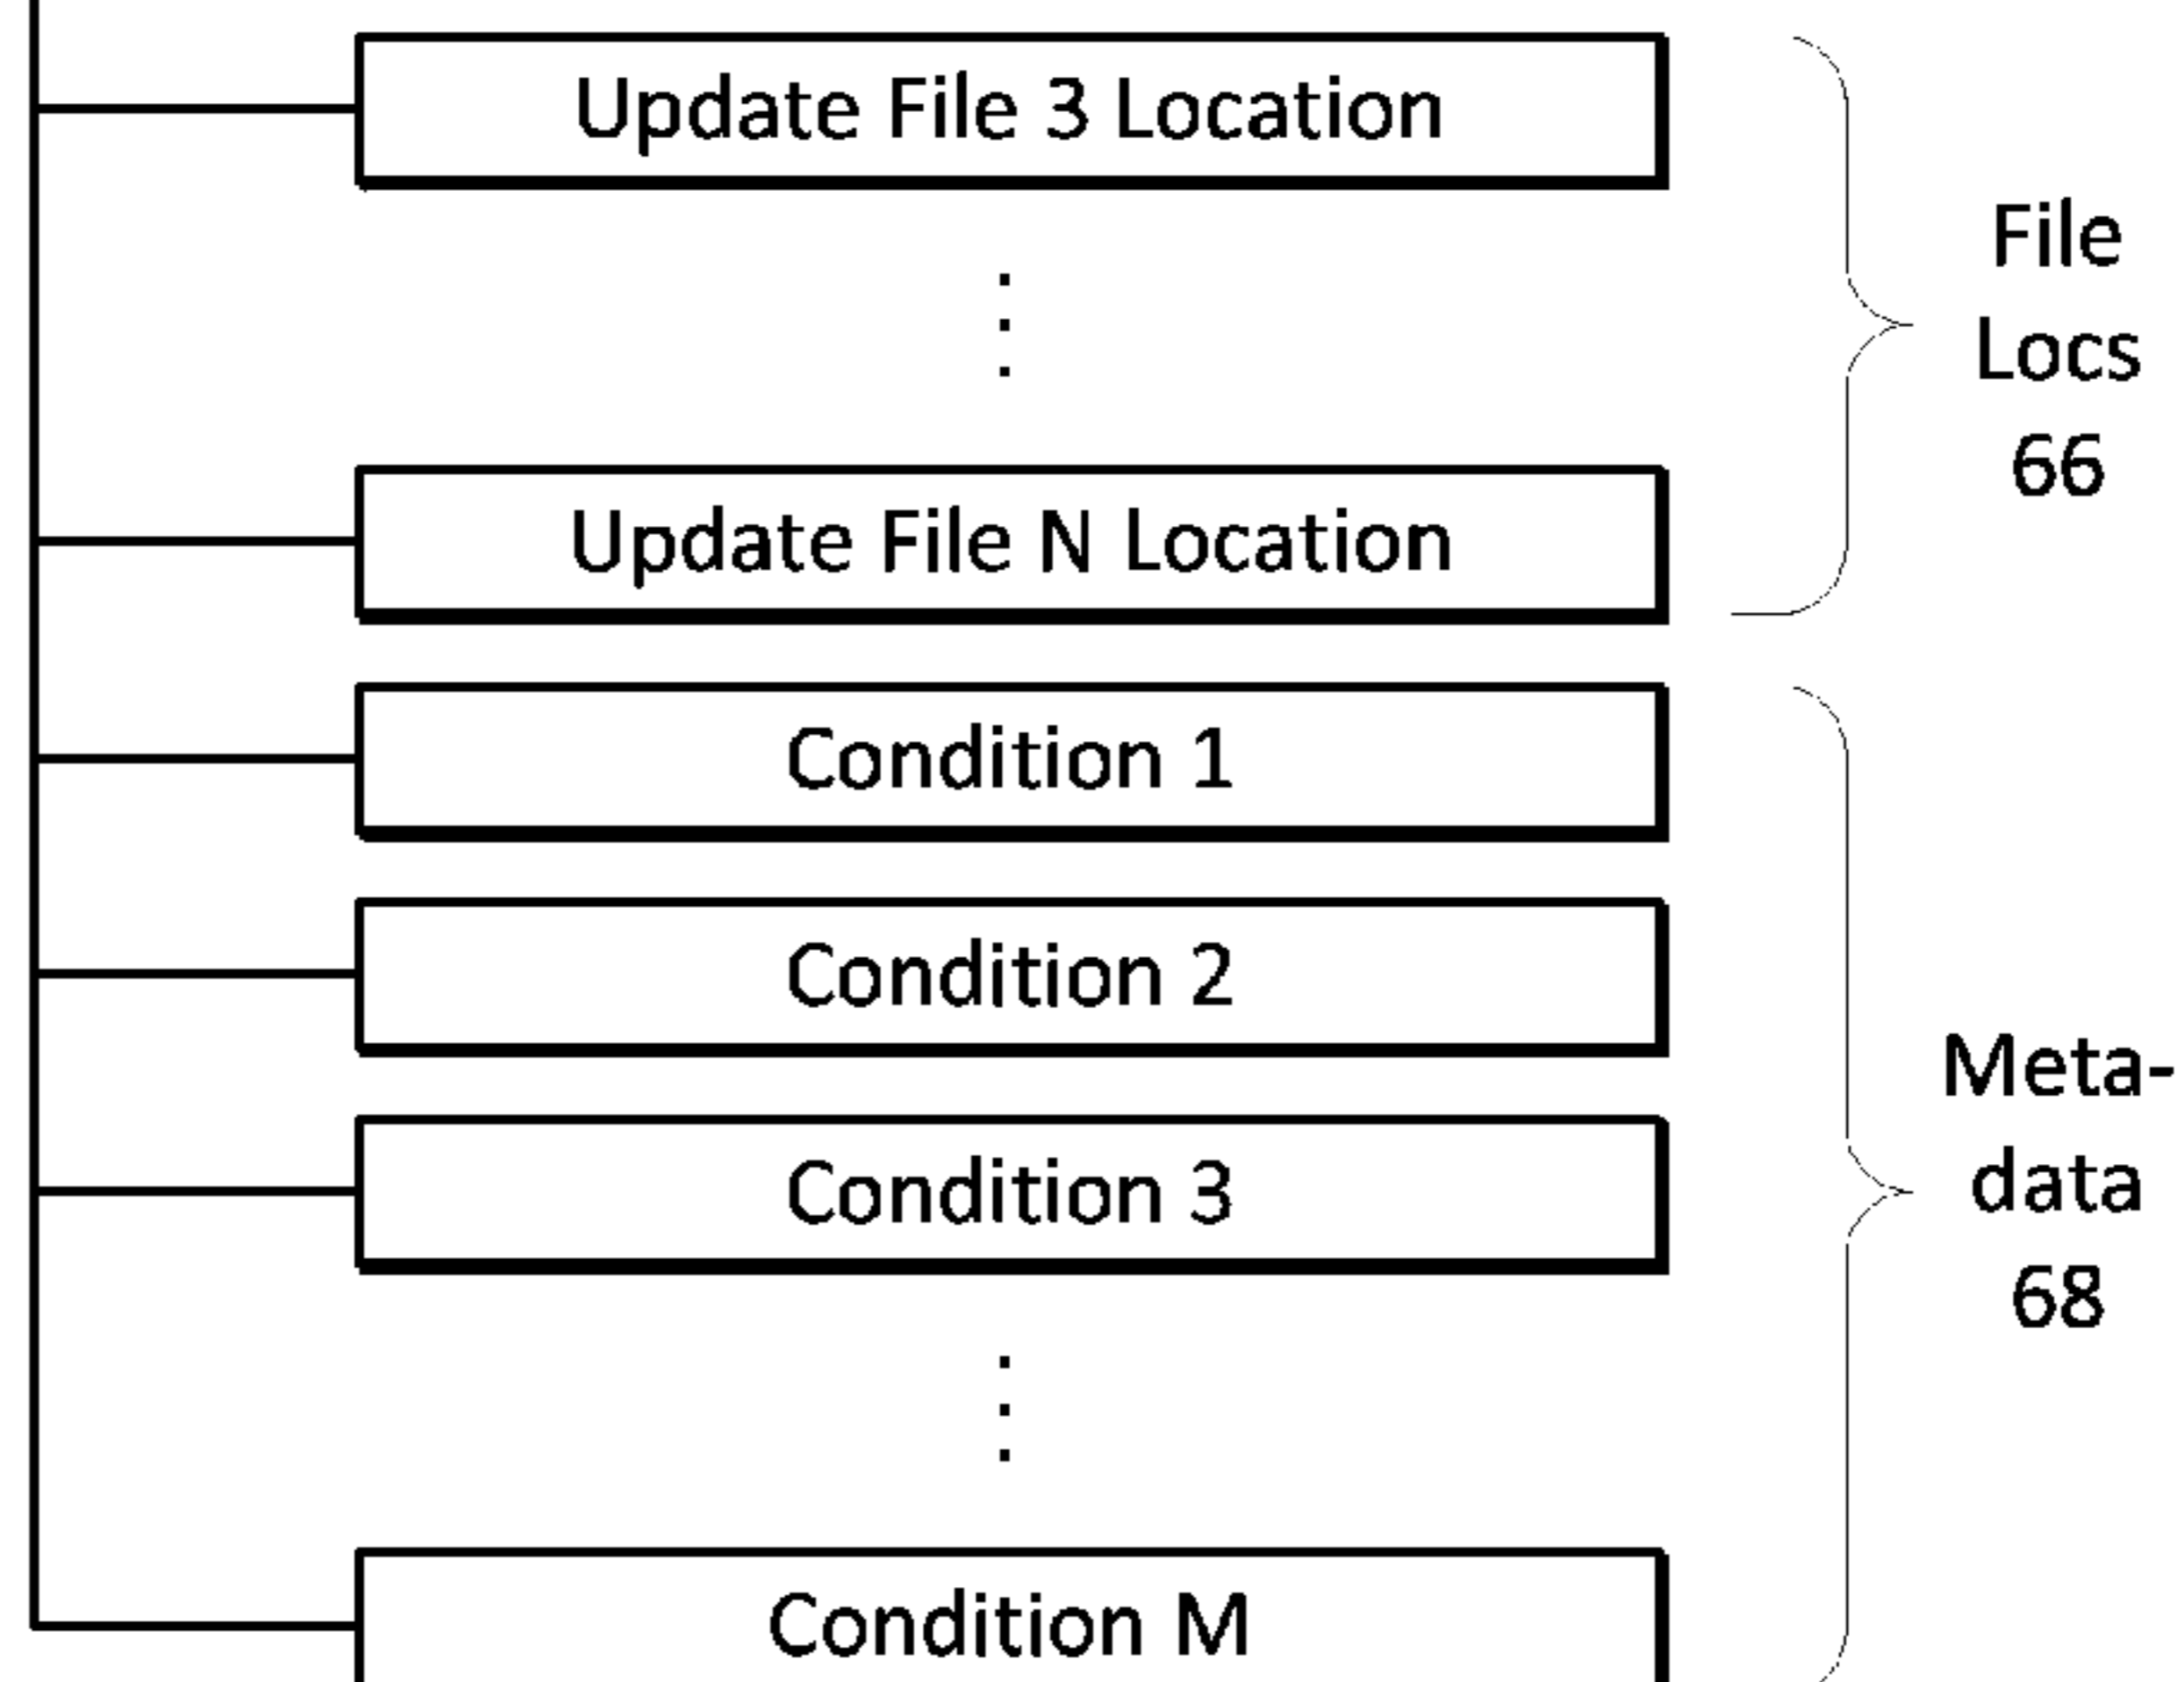 Update File 3 Location
File
Locs
66
Update File N Location
Condition 1
Condition 2
Condition 3
Meta-
data
68
Condition M